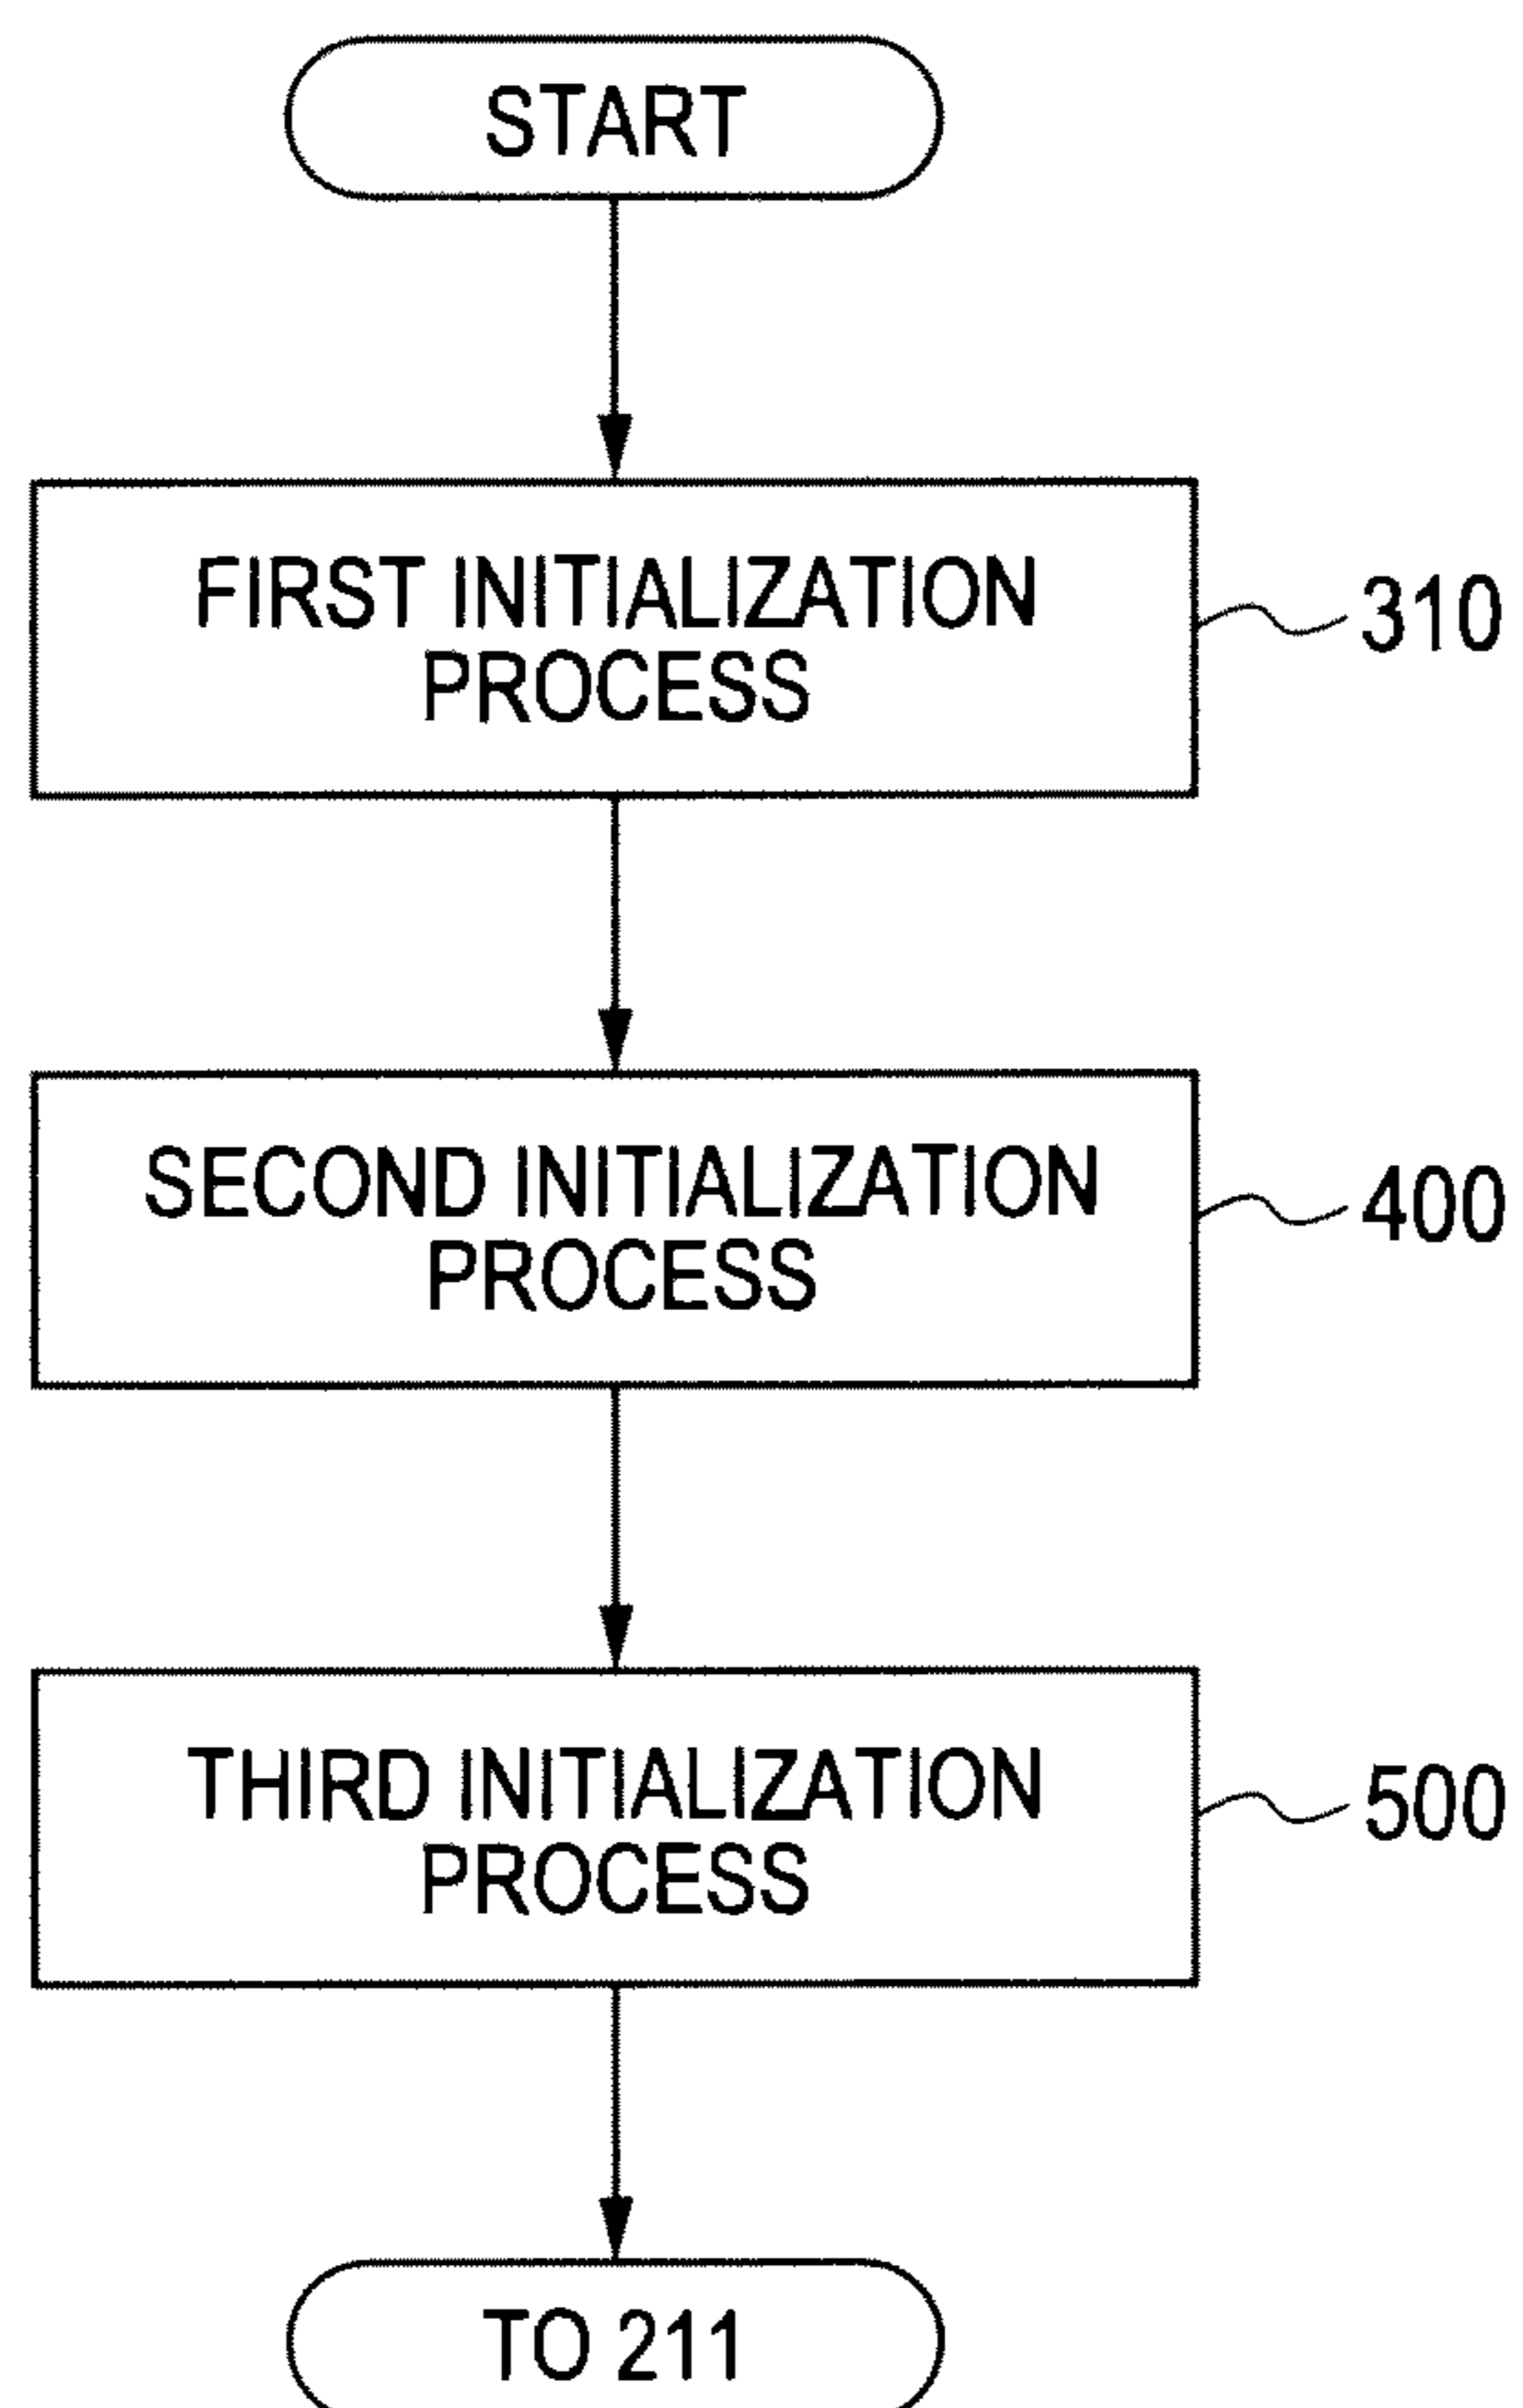 START
FIRST INITIALIZATION
PROCESS
310
SECOND INITIALIZATION
PROCESS
400
THIRD INITIALIZATION
PROCESS
500
TO 211